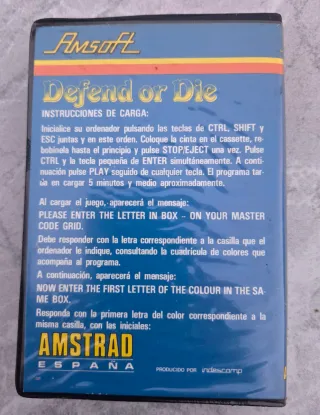 Amsoft
Defend or Die
INSTRUCCIONES DE CARGA:
Inicialice su ordenador pulsando las teclas de CTRL, SHIFT y
ESC juntas y en este orden. Coloque la cinta en el cassette, re-
bobínela hasta el principio y pulse STOP/EJECT una vez. Pulse
CTRL y la tecla pequeña de ENTER simultáneamente. A conti-
nuación pulse PLAY seguido de cualquier tecla. El programa tar-
ía en cargar 5 minutos y medio aproximadamente.
Al cargar el juego, aparecerá el mensaje:
PLEASE ENTER THE LETTER IN BOX - ON YOUR MASTER
CODE GRID.
Debe responder con la letra correspondiente a la casilla que el
ordenador le indique, consultando la cuadrícula de colores que
acompaña al programa.
A continuación, aparecerá el mensaje:
NOW ENTER THE FIRST LETTER OF THE COLOUR IN THE SA-
ME BOX.
Responda con la primera letra del color correspondiente a la
misma casilla, con las iniciales:
AMSTRAD
ESPAÑA
PRODUCIDO POR indescomp